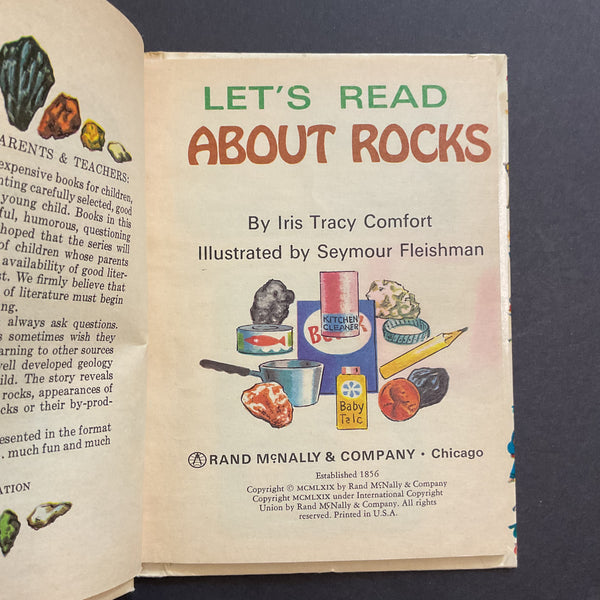 PARENTS & TEACHERS:
expensive books for children,
nting carefully selected, good
young child. Books in this
ful, humorous, questioning
hoped that the series will
of children whose parents
availability of good liter-
st. We firmly believe that
of literature must begin
ng.
always ask questions.
s sometimes wish they
arning to other sources
well developed geology
ild. The story reveals
rocks, appearances of
cks or their by-prod-
esented in the format
. . much fun and much
ATION
LET'S READ
ABOUT ROCKS
By Iris Tracy Comfort
Illustrated by Seymour Fleishman
KITCHEN
CLEANER
Baby
Talc
RAND McNALLY & COMPANY · Chicago
Established 1856
Copyright © MCMLXIX by Rand McNally & Company
Copyright MCMLXIX under International Copyright
Union by Rand McNally & Company. All rights
reserved. Printed in U.S.A.